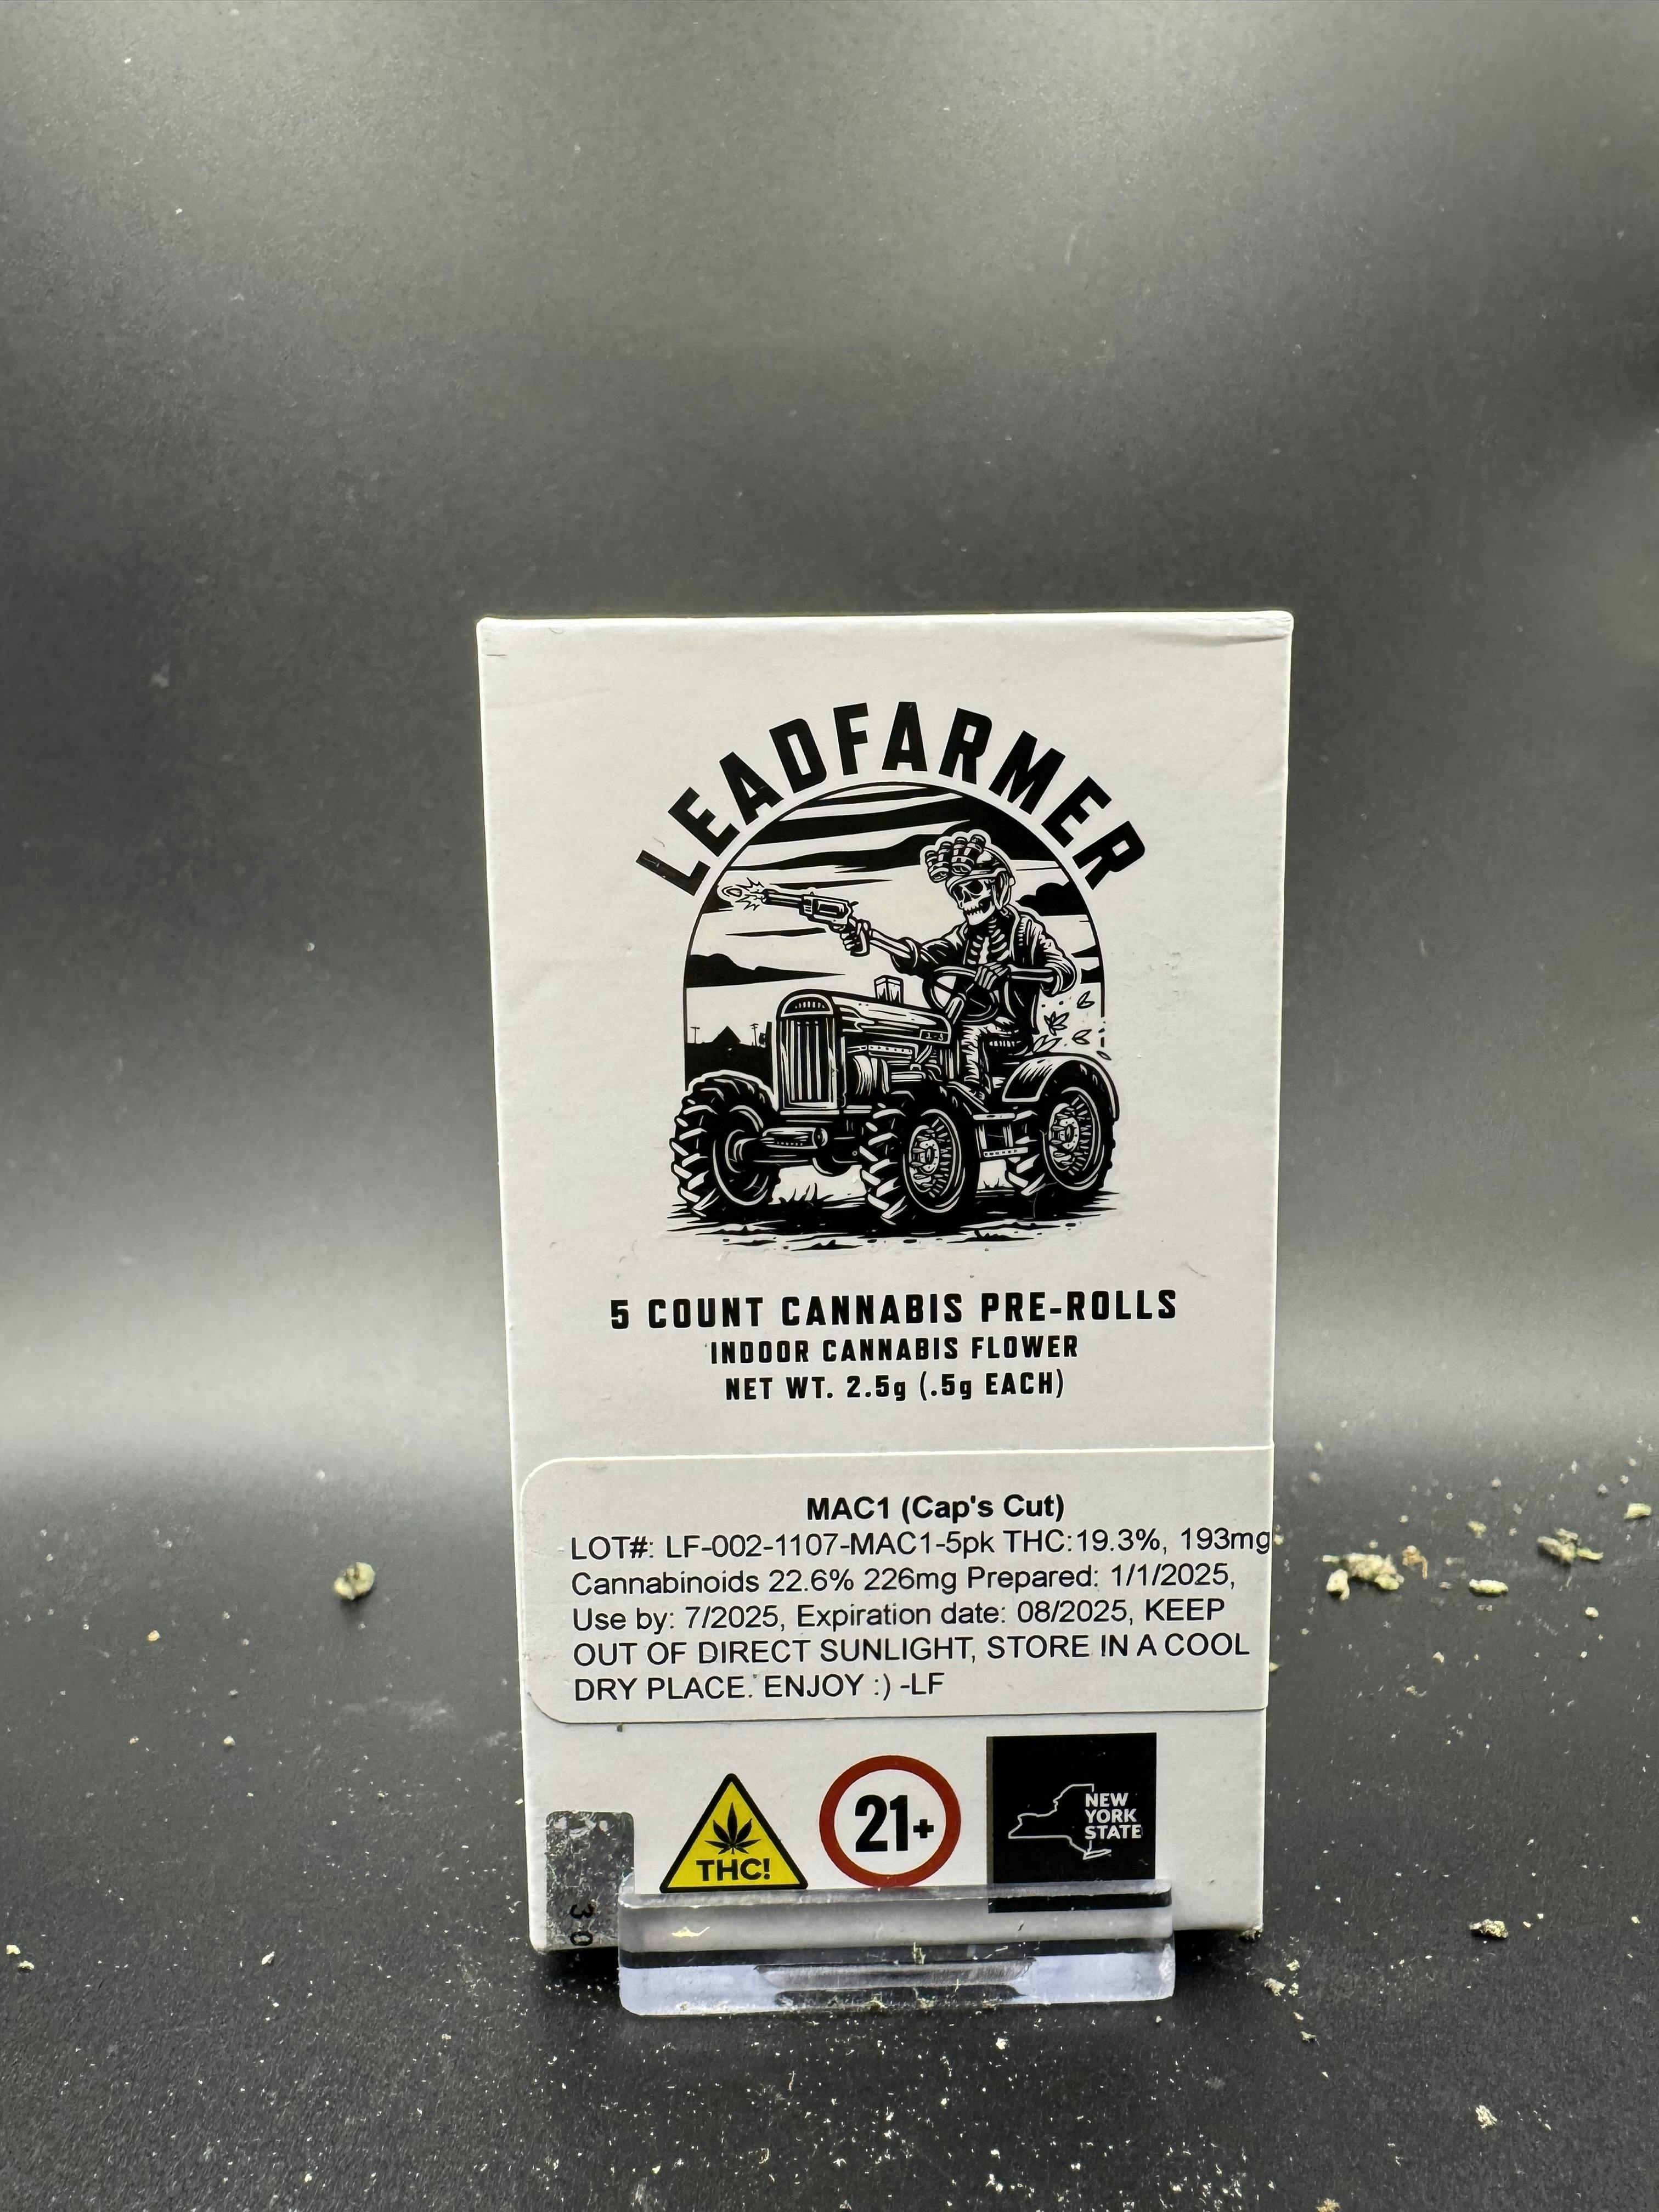 LEADFARMER
5 COUNT CANNABIS PRE-ROLLS
INDOOR CANNABIS FLOWER
NET WT. 2.5g (.5g EACH)
MAC1 (Cap's Cut)
LOT#: LF-002-1107-MAC1-5pk THC:19.3%, 193mg
Cannabinoids 22.6% 226mg Prepared: 1/1/2025,
Use by: 7/2025, Expiration date: 08/2025, KEEP
OUT OF DIRECT SUNLIGHT, STORE IN A COOL
DRY PLACE. ENJOY :) -LF
THC!
21+
NEW
YORK
STATE
30